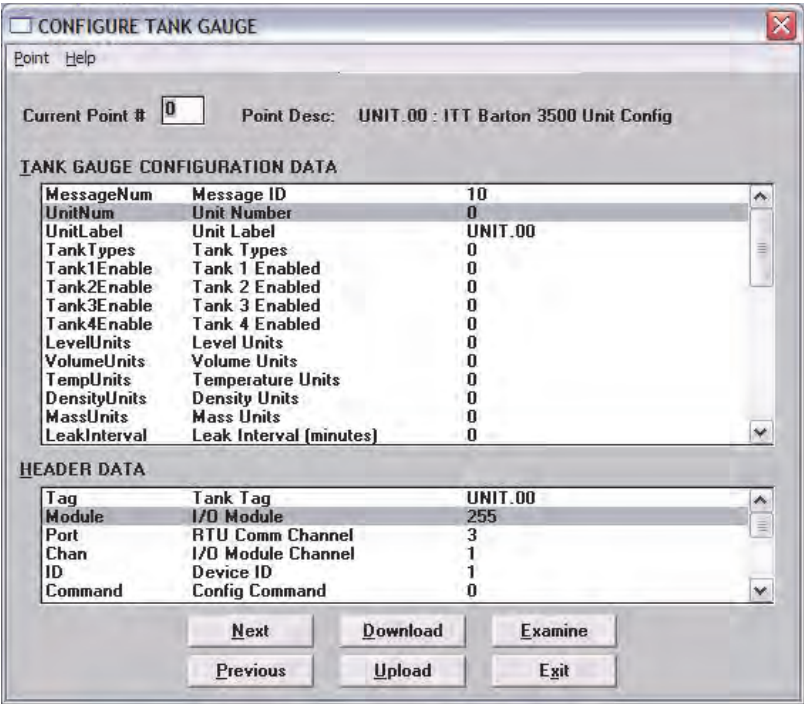 CONFIGURE TANK GAUGE
Point Help
Current Point # 0 Point Desc: UNIT.00 : ITT Barton 3500 Unit Config
TANK GAUGE CONFIGURATION DATA
MessageNum Message ID 10
UnitNum Unit Number 0
UnitLabel Unit Label UNIT.00
TankTypes Tank Types 0
Tank1Enable Tank 1 Enabled 0
Tank2Enable Tank 2 Enabled 0
Tank3Enable Tank 3 Enabled 0
Tank4Enable Tank 4 Enabled 0
LevelUnits Level Units 0
VolumeUnits Volume Units 0
TempUnits Temperature Units 0
DensityUnits Density Units 0
MassUnits Mass Units 0
LeakInterval Leak Interval (minutes) 0
HEADER DATA
Tag Tank Tag UNIT.00
Module I/O Module 255
Port RTU Comm Channel 3
Chan I/O Module Channel 1
ID Device ID 1
Command Config Command 0
Next Download Examine
Previous Upload Exit